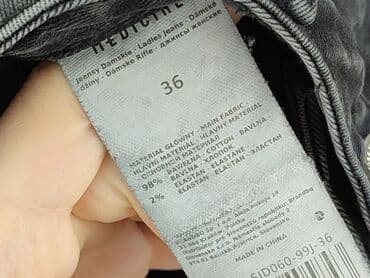 MEDICINE
Jeansy Damskie - Ladies Jeans - Dámské
džíny - Dámske Rifle - джинсы женские
36
MATERIAŁ GŁÓWNY - MAIN FABRIC
HLAVNÍ MATERIÁL - HLAVNÝ MATERIÁL
- ОСНОВНОЙ МАТЕРИАЛ
98% BAWEŁNA - COTTON - BAVLNA
- BAVLNA - ХЛОПОК
2% ELASTAN - ELASTANE
ELASTAN - ELASTAN - ЭЛАСТАН
MADE IN CHINA
SJD060-99J-36